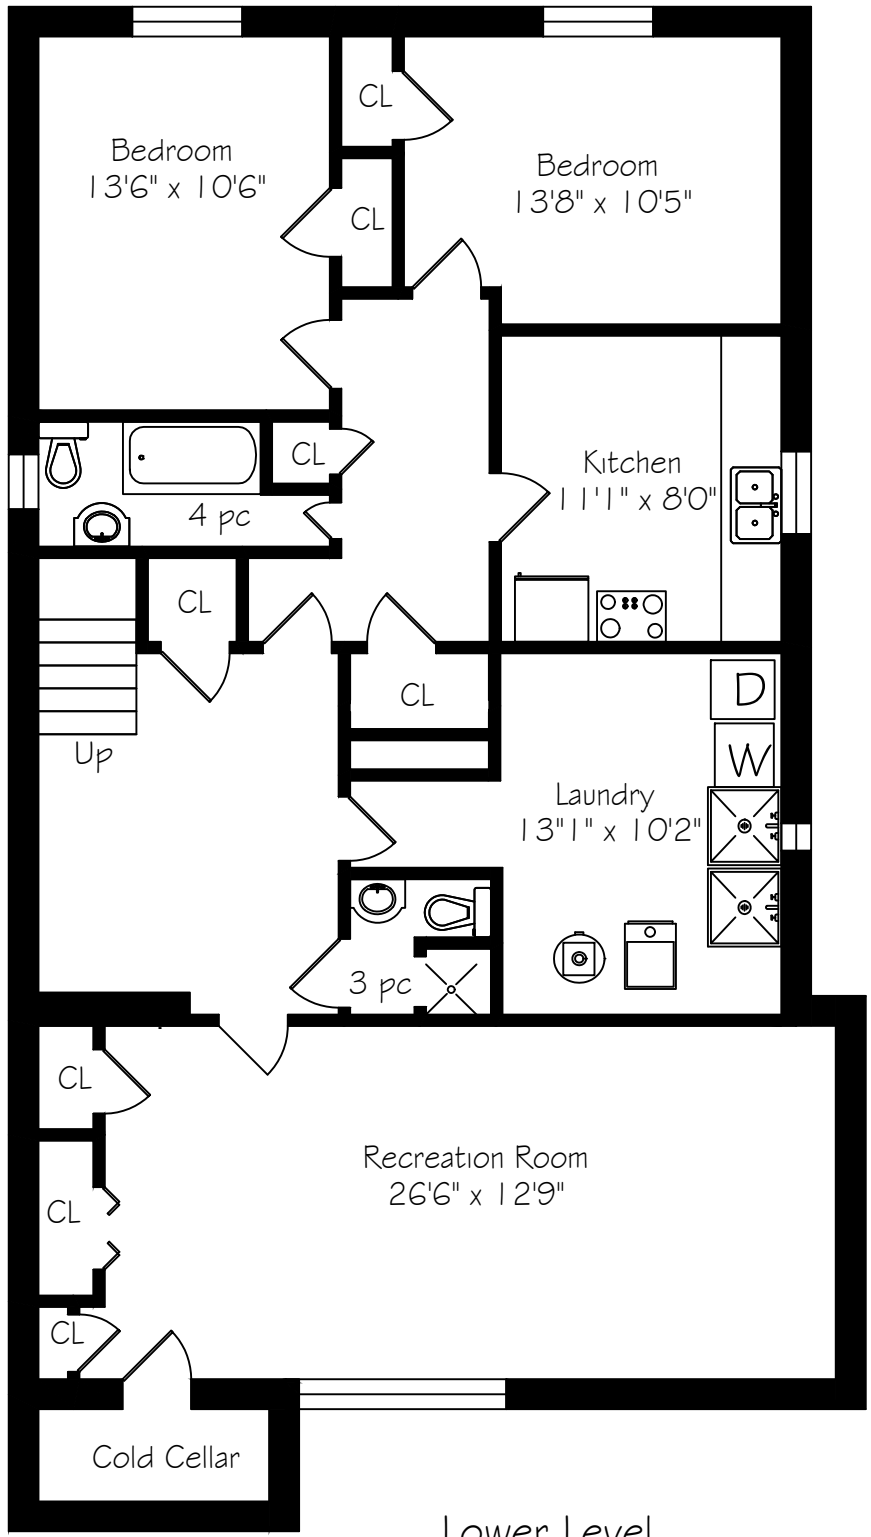 CL
Bedroom
13'6" x 10'6"
Bedroom
13'8" x 10'5"
CL
CL
Kitchen
11'1" x 8'0"
4 pc
CL
CL
D
W
Up
Laundry
13"1" x 10'2"
3 pc
CL
Recreation Room
26'6" x 12'9"
CL
CL
Cold Cellar
Lower Level